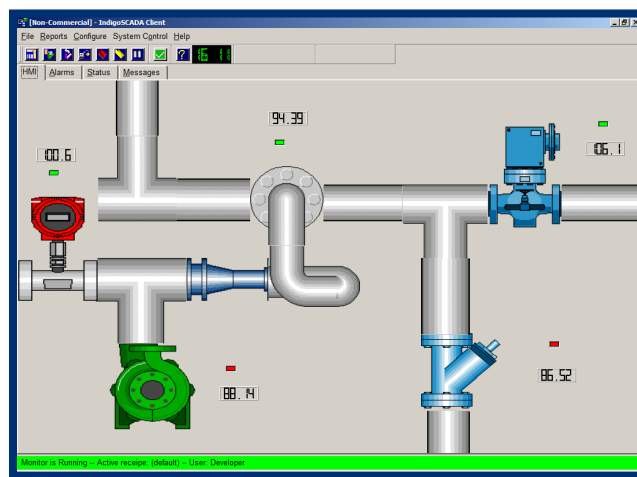 [Non-Commercial] - IndigoSCADA Client
File Reports Configure System Control Help
16 11
HMI Alarms Status Messages
94.39
100.6
106.1
86.52
88.14
Monitor is Running -- Active receipe: (default) -- User: Developer